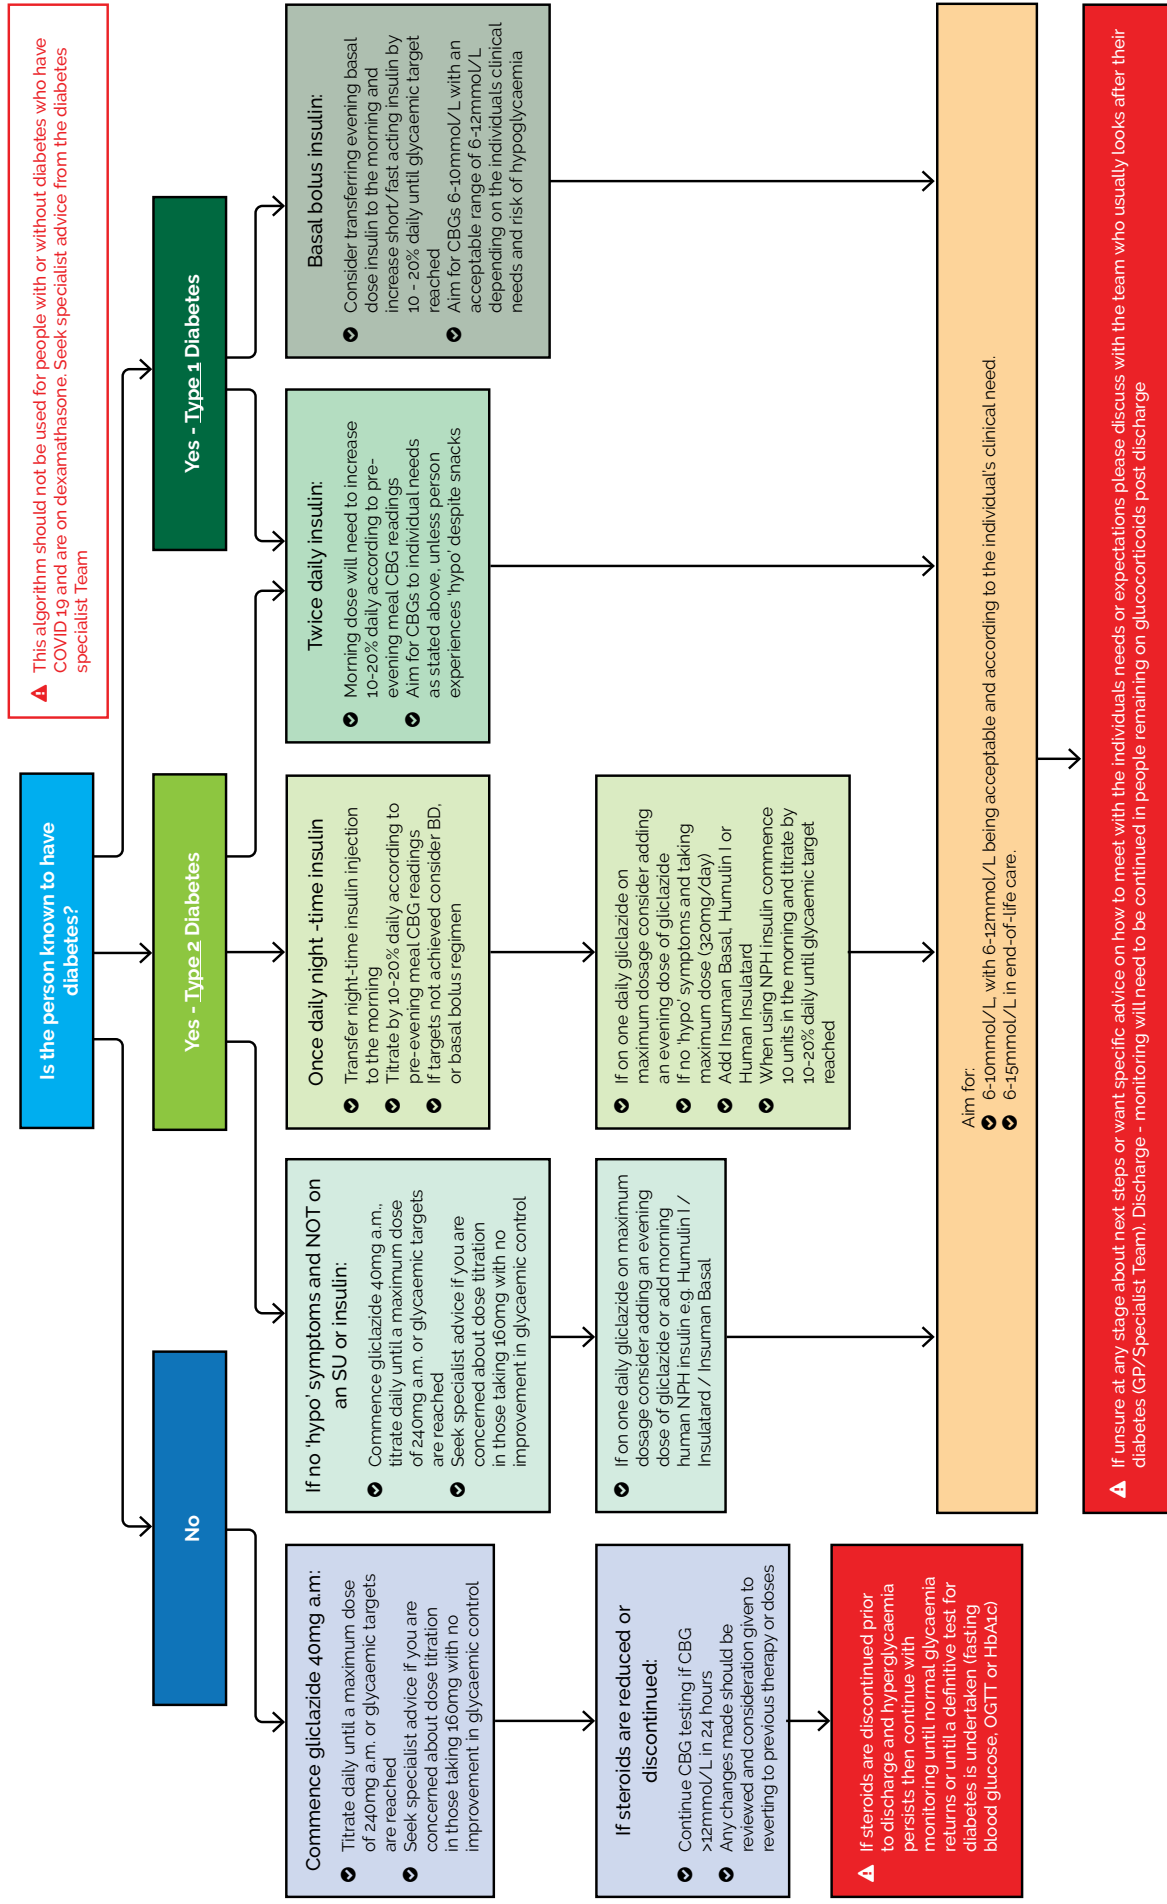 Is the person known to have
diabetes?
This algorithm should not be used for people with or without diabetes who have
COVID 19 and are on dexamathasone. Seek specialist advice from the diabetes
specialist Team
No
Yes - Type 2 Diabetes
Yes - Type 1 Diabetes
Commence gliclazide 40mg a.m:
Titrate daily until a maximum dose
of 240mg a.m. or glycaemic targets
are reached
Seek specialist advice if you are
concerned about dose titration
in those taking 160mg with no
improvement in glycaemic control
If no 'hypo' symptoms and NOT on
an SU or insulin:
Commence gliclazide 40mg a.m.,
titrate daily until a maximum dose
of 240mg a.m. or glycaemic targets
are reached
Seek specialist advice if you are
concerned about dose titration
in those taking 160mg with no
improvement in glycaemic control
Once daily night -time insulin
Transfer night-time insulin injection
to the morning
Titrate by 10-20% daily according to
pre-evening meal CBG readings
If targets not achieved consider BD,
or basal bolus regimen
Twice daily insulin:
Morning dose will need to increase
10-20% daily according to pre-
evening meal CBG readings
Aim for CBGs to individual needs
as stated above, unless person
experiences 'hypo' despite snacks
Basal bolus insulin:
Consider transferring evening basal
dose insulin to the morning and
increase short/fast acting insulin by
10 - 20% daily until glycaemic target
reached
Aim for CBGs 6-10mmol/L with an
acceptable range of 6-12mmol/L
depending on the individuals clinical
needs and risk of hypoglycaemia
If steroids are reduced or
discontinued:
Continue CBG testing if CBG
>12mmol/L in 24 hours
Any changes made should be
reviewed and consideration given to
reverting to previous therapy or doses
If on one daily gliclazide on maximum
dosage consider adding an evening
dose of gliclazide or add morning
human NPH insulin e.g. Humulin I /
Insulatard / Insuman Basal
If on one daily gliclazide on
maximum dosage consider adding
an evening dose of gliclazide
If no 'hypo' symptoms and taking
maximum dose (320mg/day)
Add Insuman Basal, Humulin I or
Human Insulatard
When using NPH insulin commence
10 units in the morning and titrate by
10-20% daily until glycaemic target
reached
If steroids are discontinued prior
to discharge and hyperglycaemia
persists then continue with
monitoring until normal glycaemia
returns or until a definitive test for
diabetes is undertaken (fasting
blood glucose, OGTT or HbA1c)
Aim for:
6-10mmol/L, with 6-12mmol/L being acceptable and according to the individual's clinical need.
6-15mmol/L in end-of-life care.
If unsure at any stage about next steps or want specific advice on how to meet with the individuals needs or expectations please discuss with the team who usually looks after their
diabetes (GP/Specialist Team). Discharge - monitoring will need to be continued in people remaining on glucocorticoids post discharge